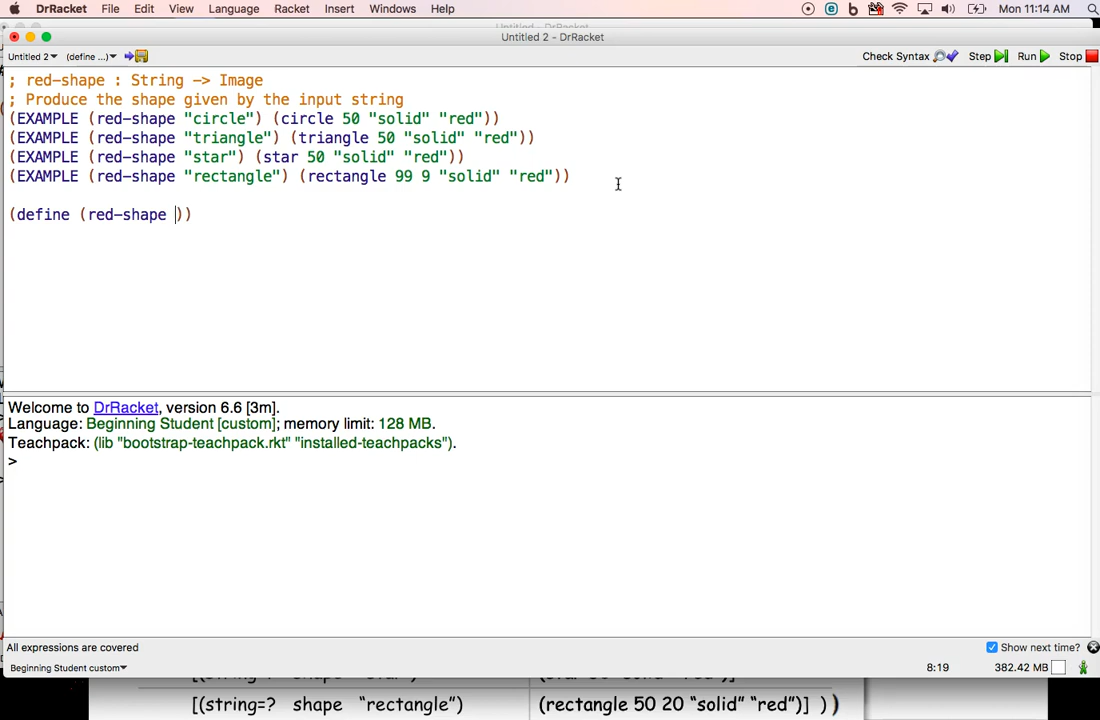 DrRacket File Edit View Language Racket Insert Windows Help Mon 11:14 AM
Untitled 2 - DrRacket
Untitled 2 (define ...) Check Syntax Step Run Stop
; red-shape : String -> Image
; Produce the shape given by the input string
(EXAMPLE (red-shape "circle") (circle 50 "solid" "red"))
(EXAMPLE (red-shape "triangle") (triangle 50 "solid" "red"))
(EXAMPLE (red-shape "star") (star 50 "solid" "red"))
(EXAMPLE (red-shape "rectangle") (rectangle 99 9 "solid" "red"))
(define (red-shape ))
Welcome to DrRacket, version 6.6 [3m].
Language: Beginning Student [custom]; memory limit: 128 MB.
Teachpack: (lib "bootstrap-teachpack.rkt" "installed-teachpacks").
>
All expressions are covered Show next time?
Beginning Student custom 8:19 382.42 MB
[(string=? shape “rectangle”) (rectangle 50 20 “solid” “red”)] ) )